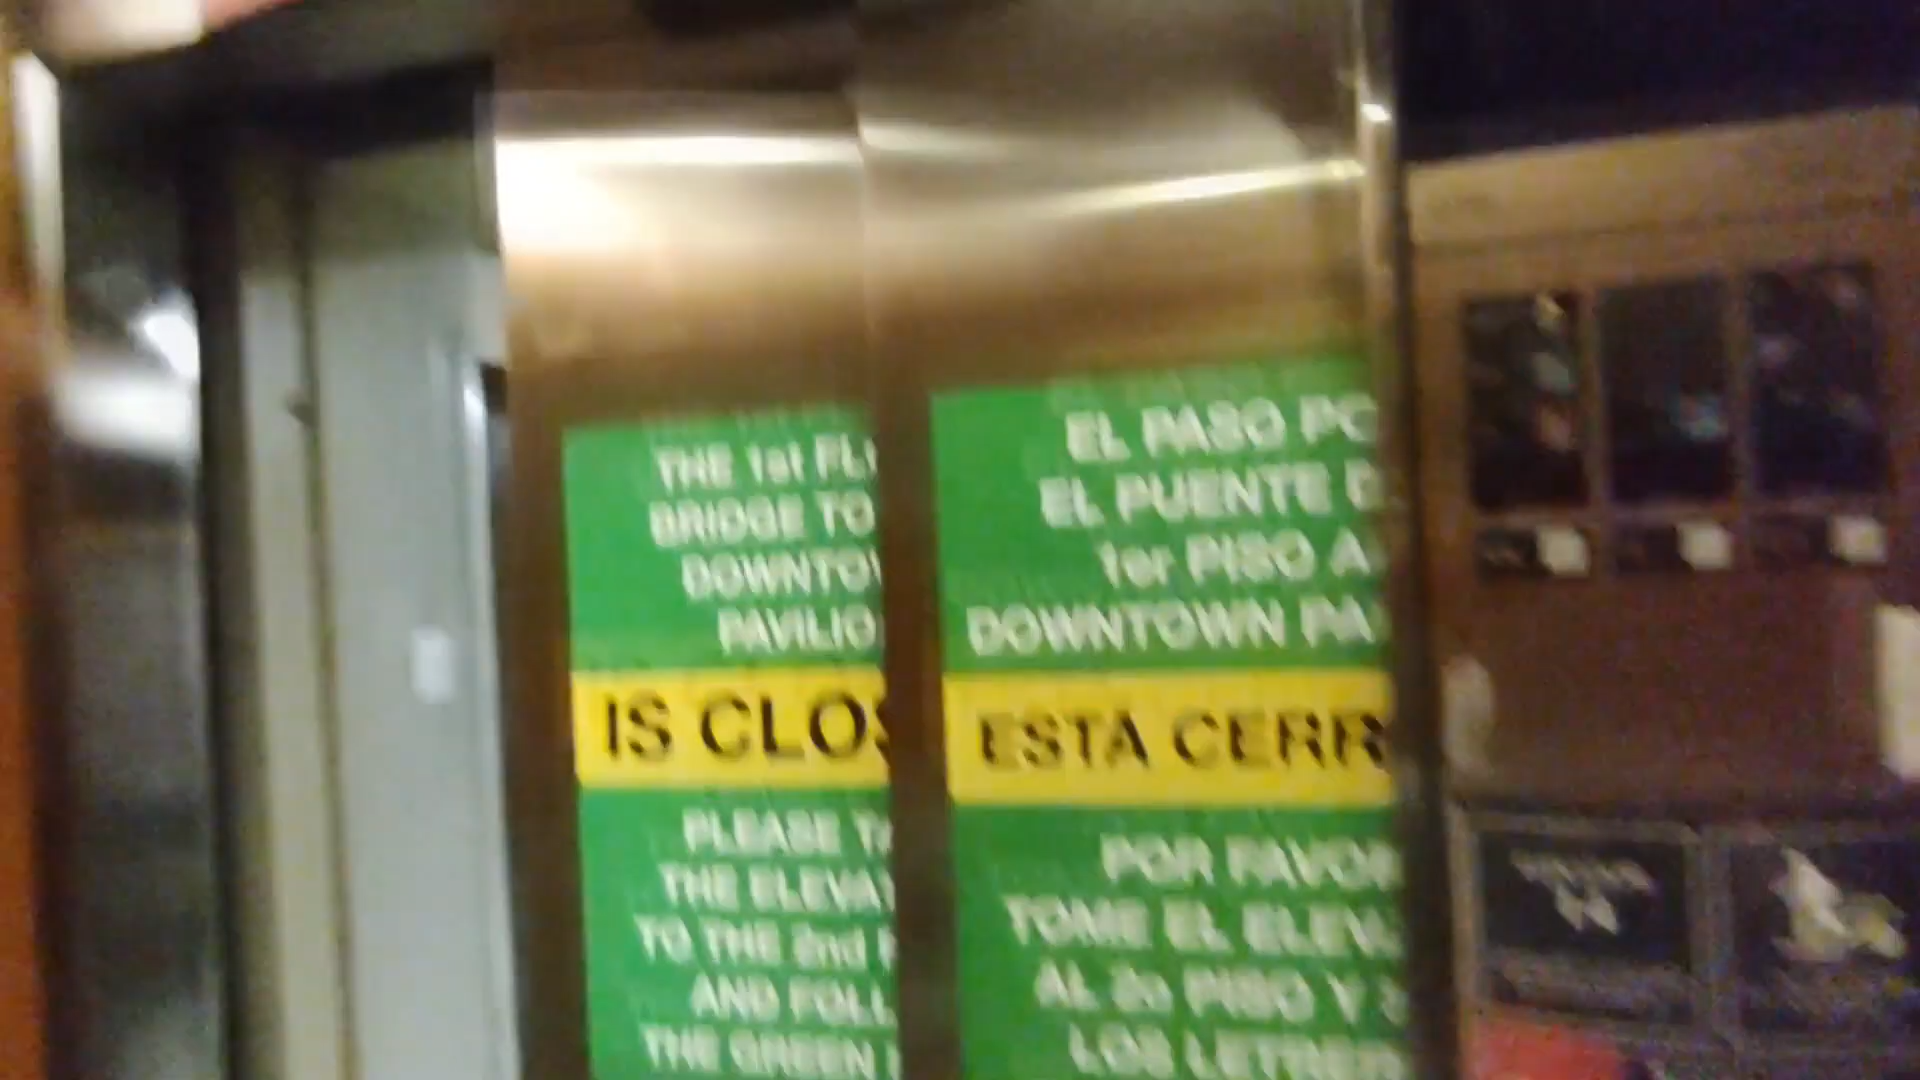 THE 1st FL
BRIDGE TO
DOWNTO
PAVILIO
IS CLOS
PLEASE TA
THE ELEVA
TO THE 2nd
AND FOLL
THE GREEN
EL PASO PO
EL PUENTE D
1er PISO A
DOWNTOWN PA
ESTA CERR
POR FAVOR
TOME EL ELEV
AL 2o PISO Y
LOS LETRER